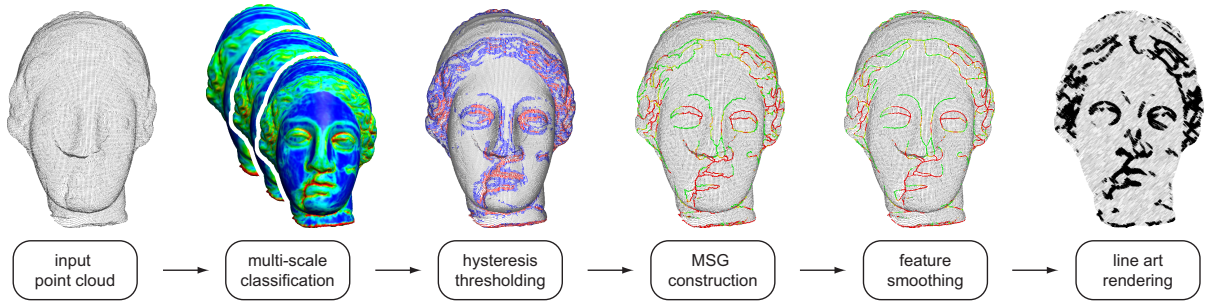 input
point cloud
multi-scale
classification
hysteresis
thresholding
MSG
construction
feature
smoothing
line art
rendering